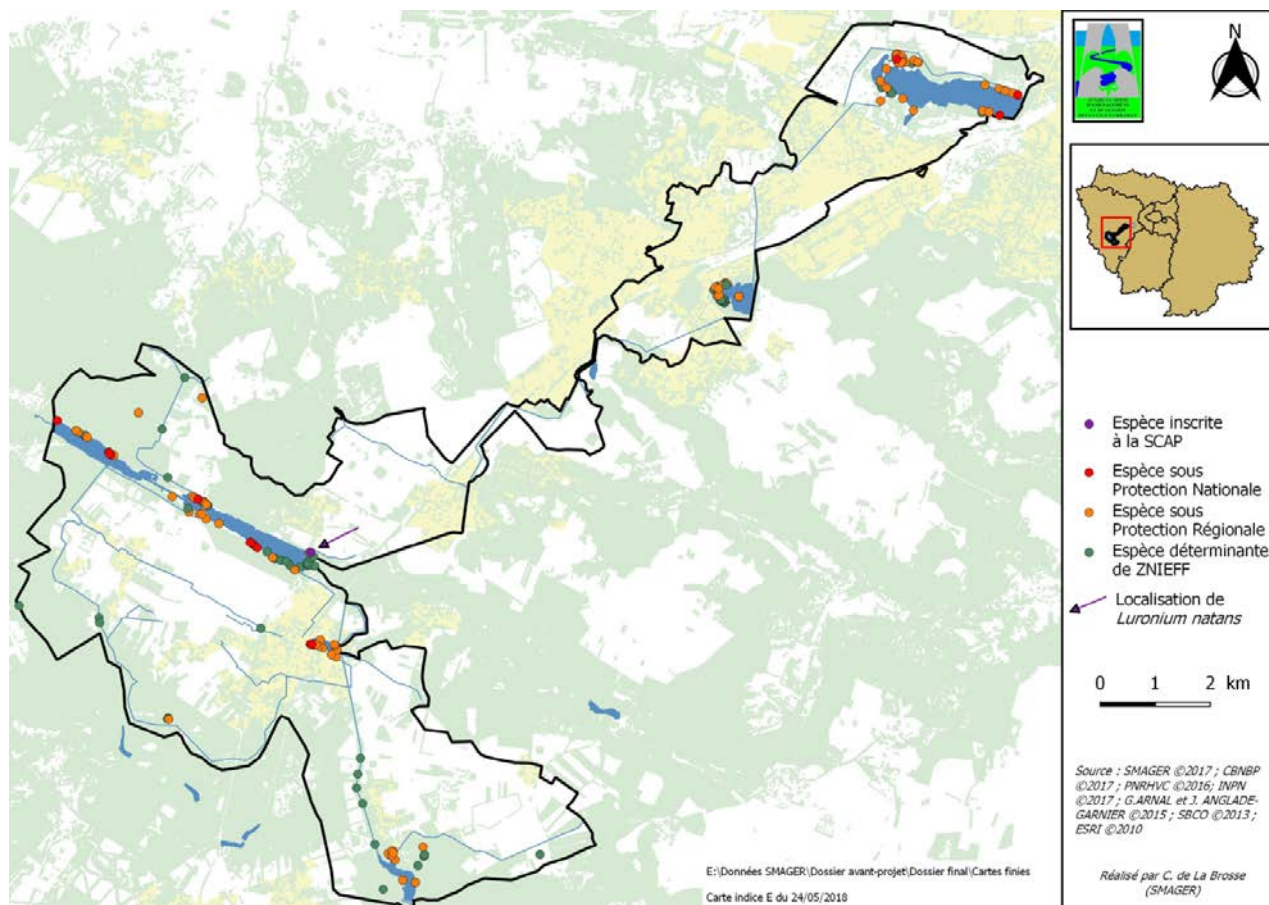 N
Espèce inscrite
à la SCAP
Espèce sous
Protection Nationale
Espèce sous
Protection Régionale
Espèce déterminante
de ZNIEFF
Localisation de
Luronium natans
0 1 2 km
Source : SMAGER ©2017 ; CBNBP
©2017 ; PNRHVC ©2016; INPN
©2017 ; G.ARNAL et J. ANGLADE-
GARNIER ©2015 ; SBCO ©2013 ;
ESRI ©2010
E:\Données SMAGER\Dossier avant-projet\Dossier final\Cartes finies
Carte indice E du 24/05/2018
Réalisé par C. de La Brosse
(SMAGER)